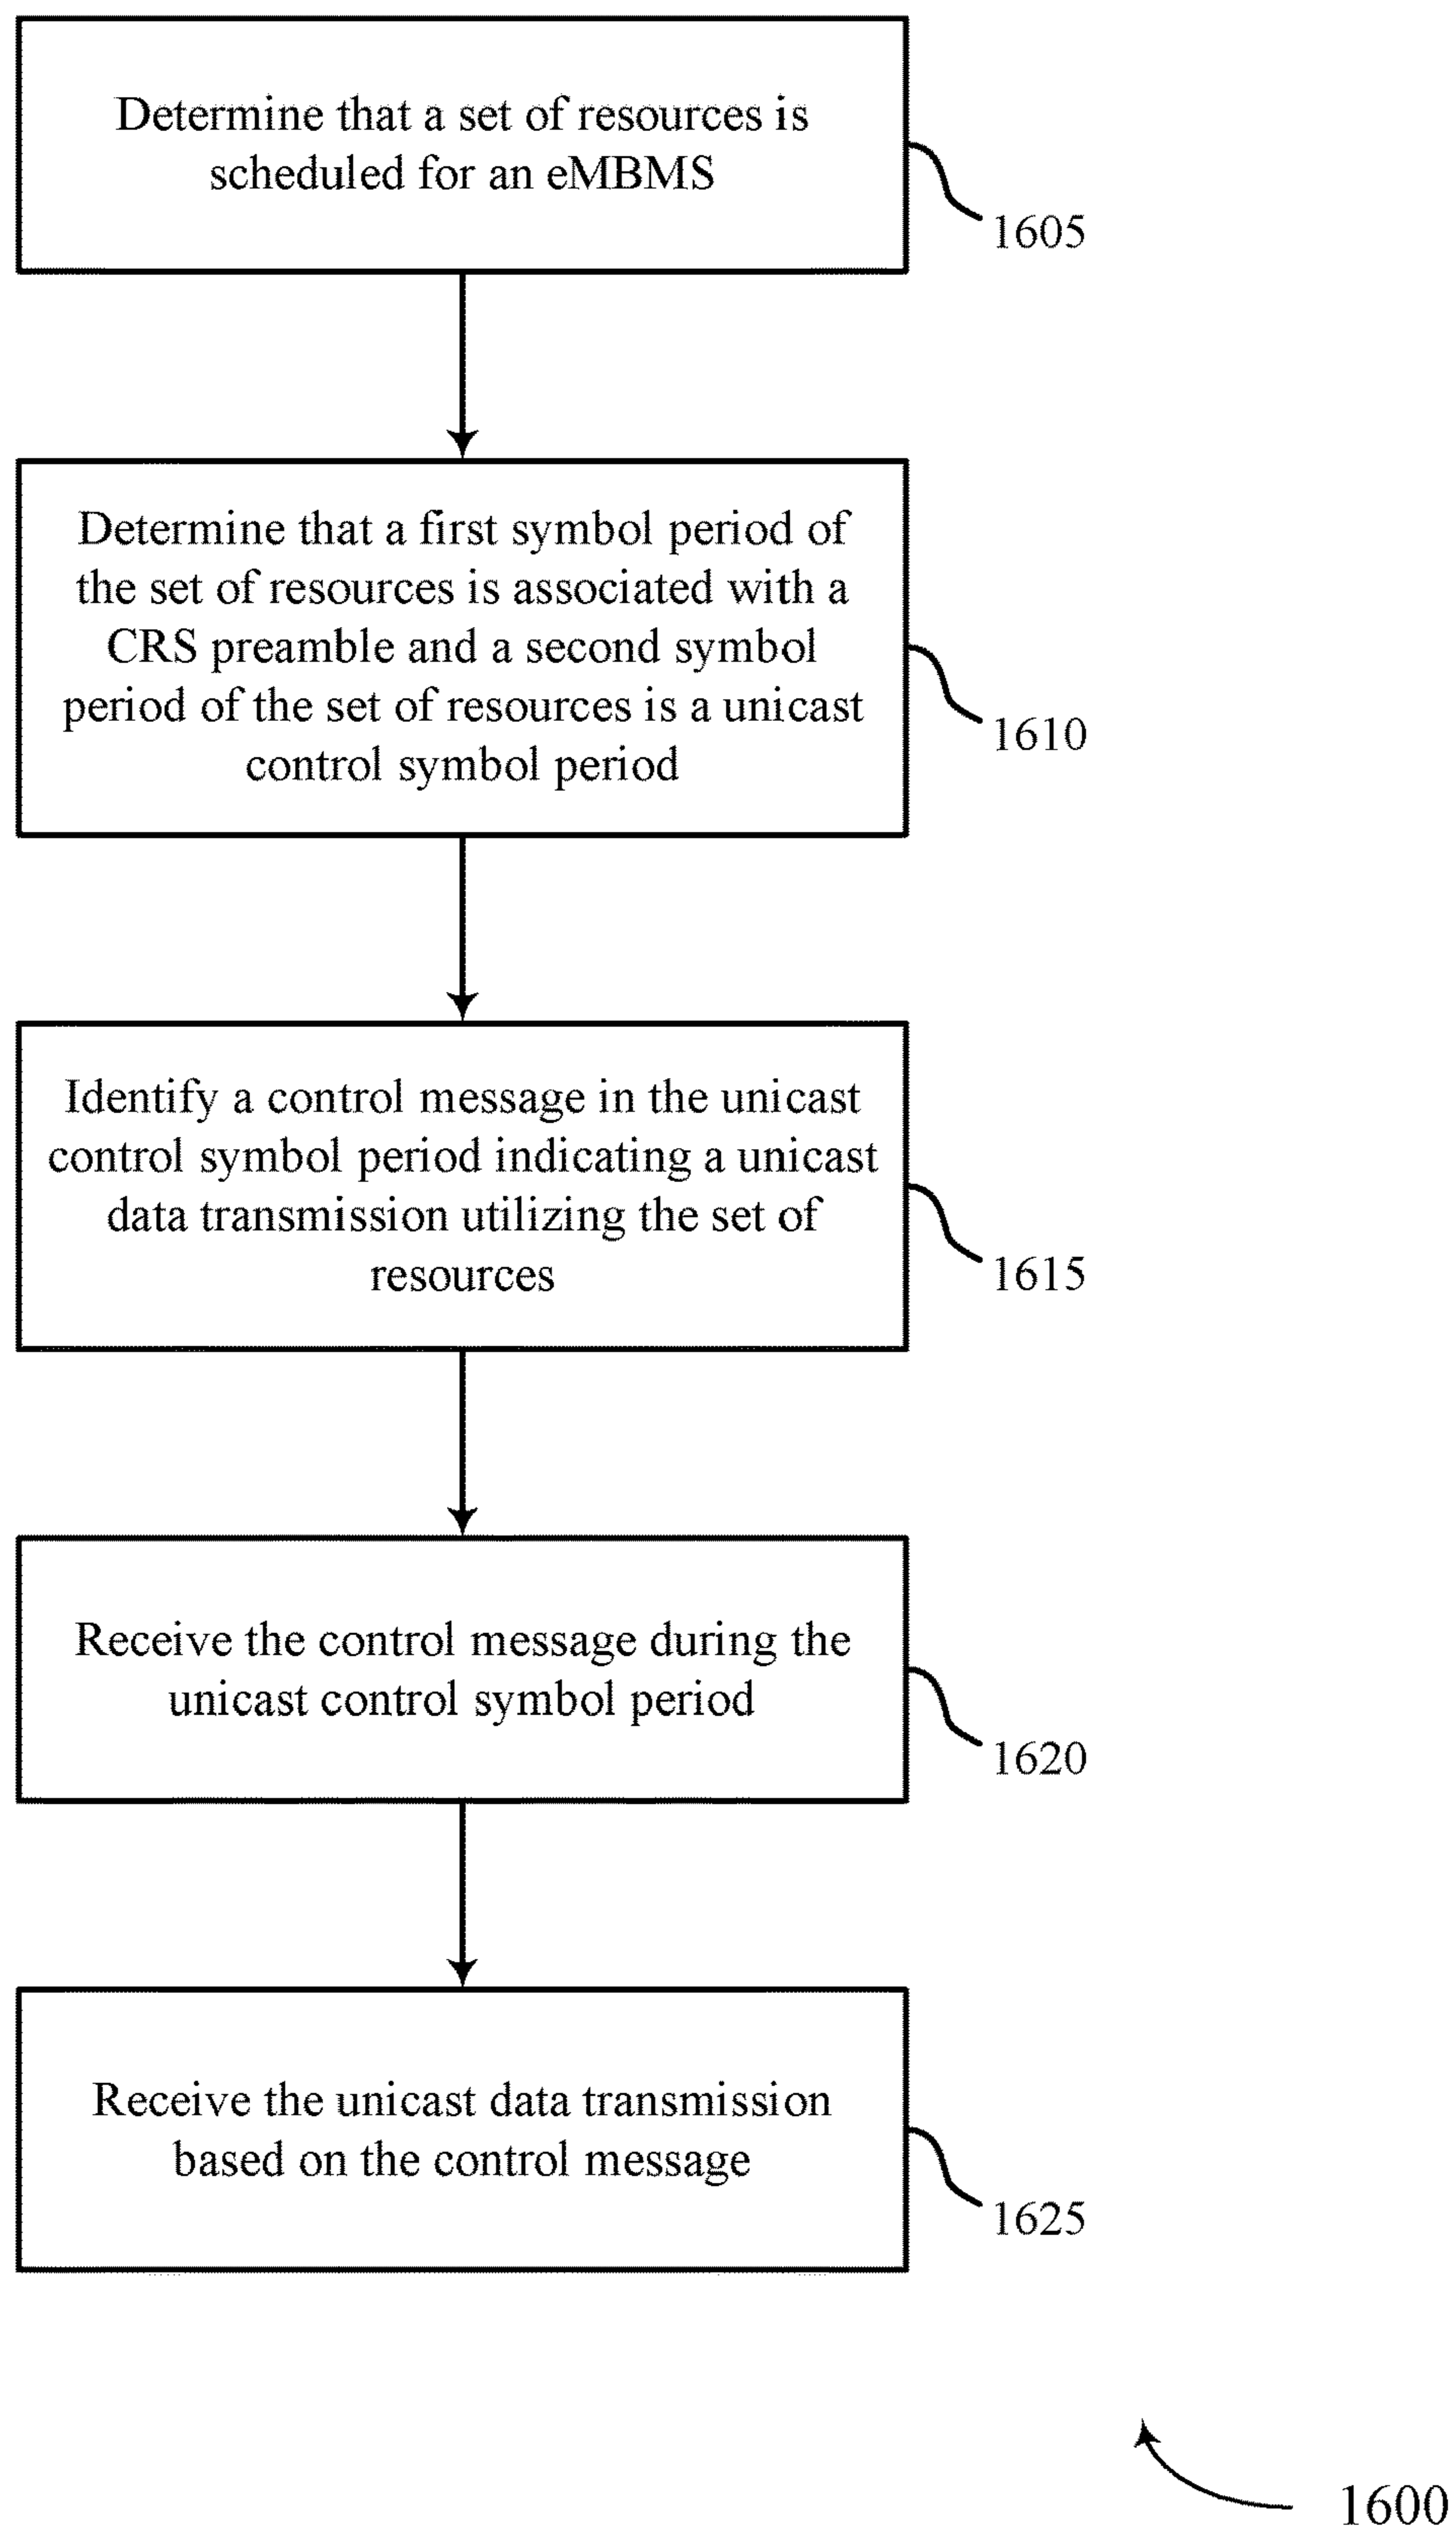 Determine that a set of resources is
scheduled for an eMBMS
1605
Determine that a first symbol period of
the set of resources is associated with a
CRS preamble and a second symbol
period of the set of resources is a unicast
control symbol period
1610
Identify a control message in the unicast
control symbol period indicating a unicast
data transmission utilizing the set of
resources
1615
Receive the control message during the
unicast control symbol period
1620
Receive the unicast data transmission
based on the control message
1625
1600